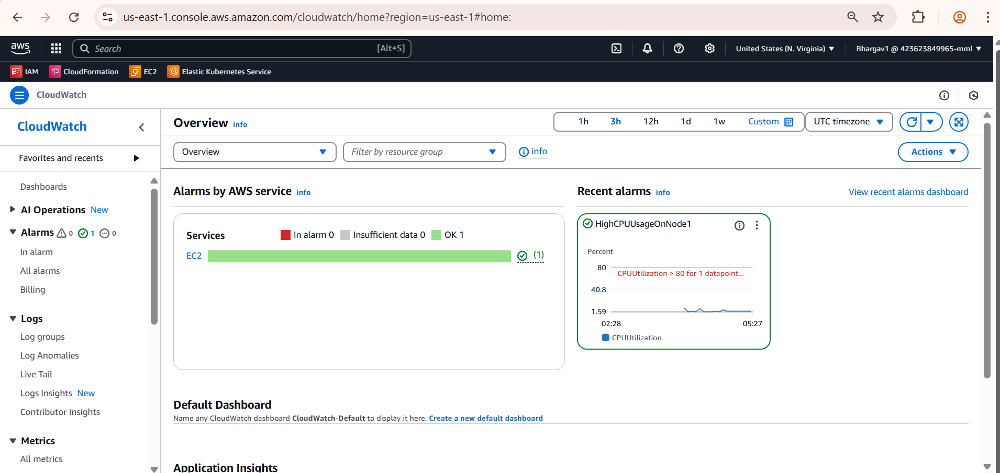 us-east-1.console.aws.amazon.com/cloudwatch/home?region=us-east-1#home:
aws
Search [Alt+S]
United States (N. Virginia)
Bhargav1 @ 423623849965-mml
IAM CloudFormation EC2 Elastic Kubernetes Service
CloudWatch
CloudWatch
Favorites and recents
Dashboards
AI Operations New
Alarms 0 1 0
In alarm
All alarms
Billing
Logs
Log groups
Log Anomalies
Live Tail
Logs Insights New
Contributor Insights
Metrics
All metrics
Overview info
1h 3h 12h 1d 1w Custom UTC timezone
Overview Filter by resource group info Actions
Alarms by AWS service info
Services In alarm 0 Insufficient data 0 OK 1
EC2 (1)
Recent alarms info View recent alarms dashboard
HighCPUUsageOnNode1
Percent
80
CPUUtilization > 80 for 1 datapoint...
40.8
1.59
02:28 05:27
CPUUtilization
Default Dashboard
Name any CloudWatch dashboard CloudWatch-Default to display it here. Create a new default dashboard
Application Insights